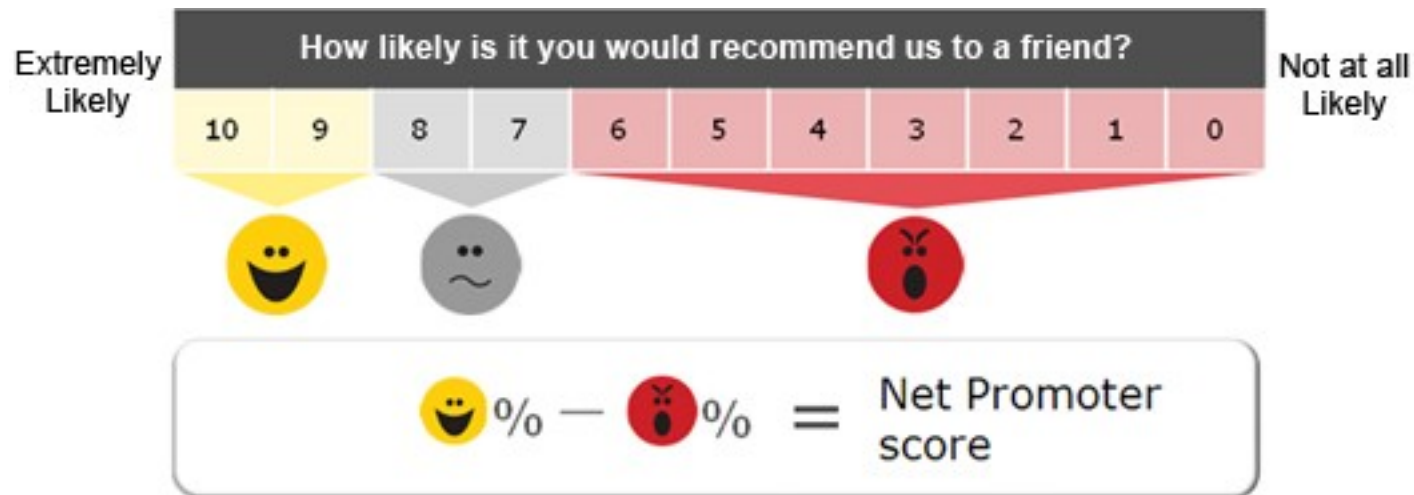 How likely is it you would recommend us to a friend?
Extremely
Likely
Not at all
Likely
10 9 8 7 6 5 4 3 2 1 0
% − % = Net Promoter
score